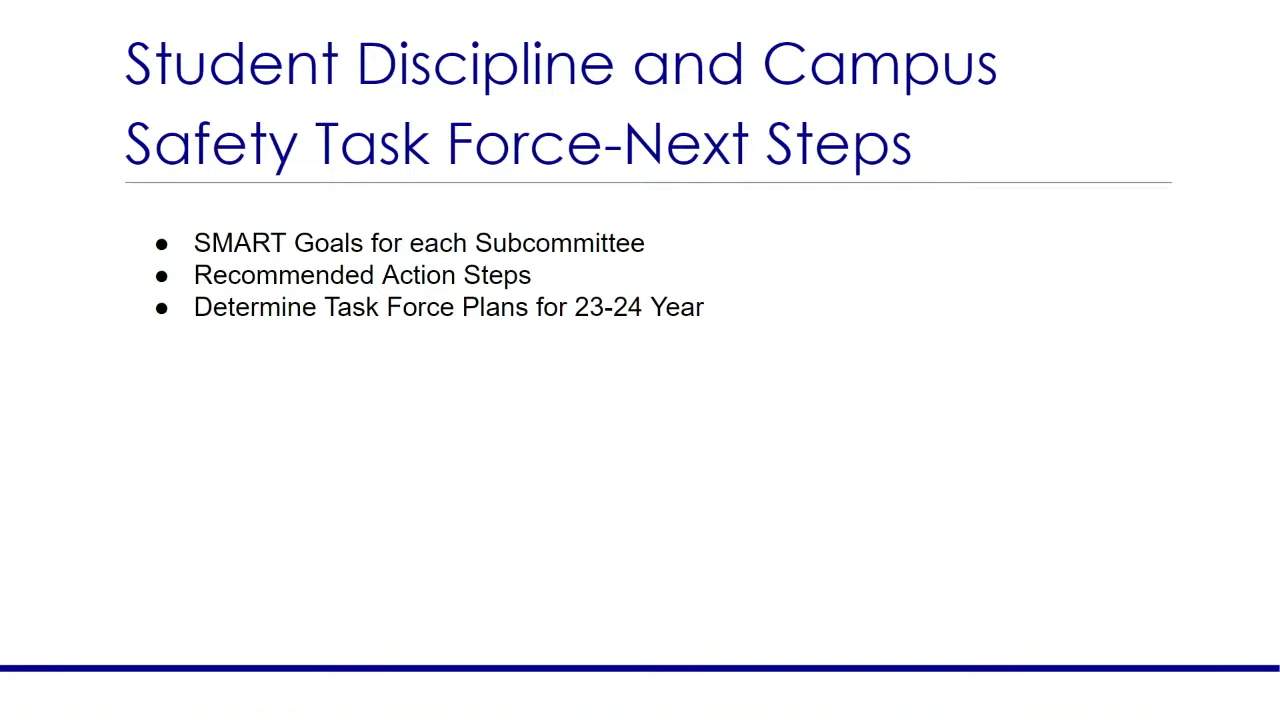 Student Discipline and Campus
Safety Task Force-Next Steps
● SMART Goals for each Subcommittee
● Recommended Action Steps
● Determine Task Force Plans for 23-24 Year